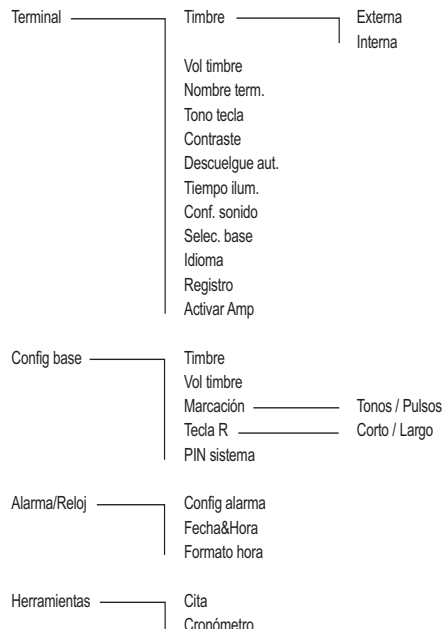 Terminal Timbre Externa
Interna
Vol timbre
Nombre term.
Tono tecla
Contraste
Descuelgue aut.
Tiempo ilum.
Conf. sonido
Selec. base
Idioma
Registro
Activar Amp
Config base Timbre
Vol timbre
Marcación Tonos / Pulsos
Tecla R Corto / Largo
PIN sistema
Alarma/Reloj Config alarma
Fecha&Hora
Formato hora
Herramientas Cita
Cronómetro